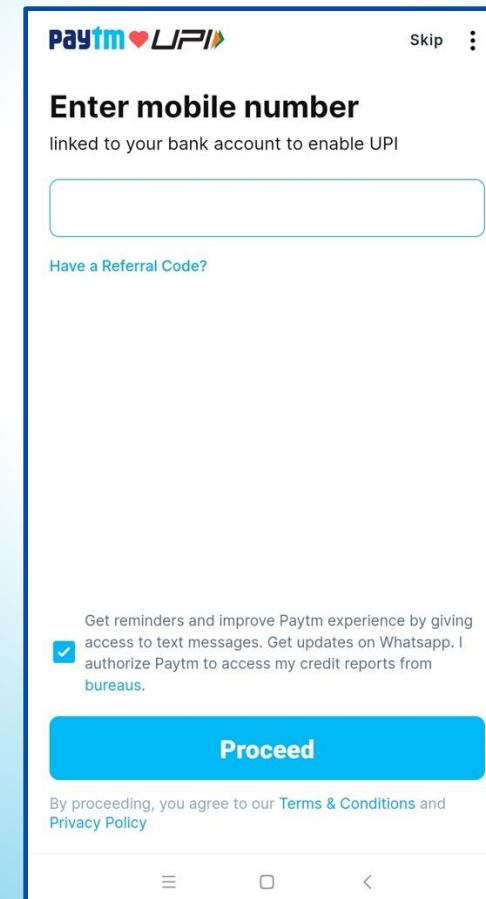 Paytm UPI
Skip
Enter mobile number
linked to your bank account to enable UPI
Have a Referral Code?
Get reminders and improve Paytm experience by giving
access to text messages. Get updates on Whatsapp. I
authorize Paytm to access my credit reports from
bureaus.
Proceed
By proceeding, you agree to our Terms & Conditions and
Privacy Policy